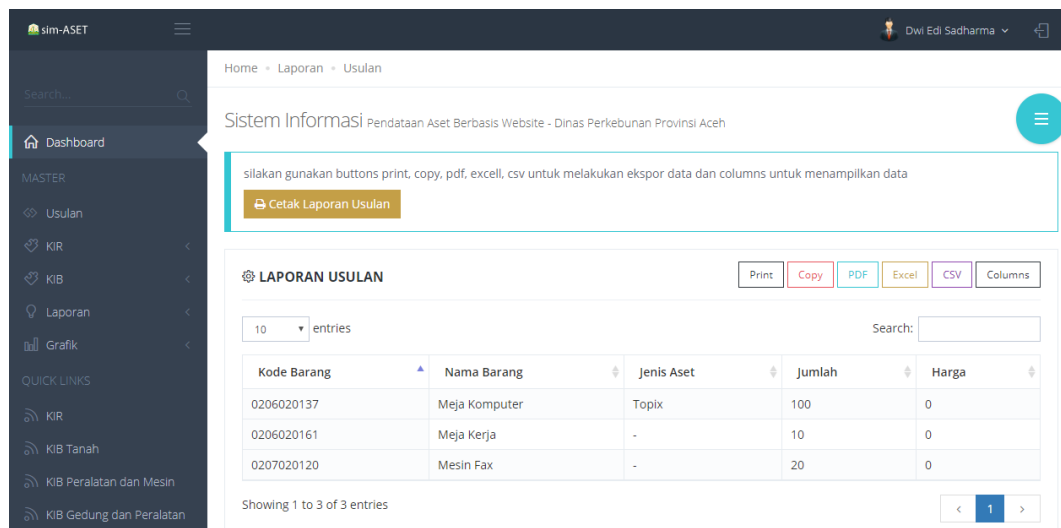 sim-ASET
Dwi Edi Sadharma
Home Laporan Usulan
Search...
Sistem Informasi Pendataan Aset Berbasis Website - Dinas Perkebunan Provinsi Aceh
Dashboard
MASTER
silakan gunakan buttons print, copy, pdf, excell, csv untuk melakukan ekspor data dan columns untuk menampilkan data
Cetak Laporan Usulan
Usulan
KIR
KIB
Laporan
Grafik
QUICK LINKS
KIR
KIB Tanah
KIB Peralatan dan Mesin
KIB Gedung dan Peralatan
LAPORAN USULAN
Print Copy PDF Excel CSV Columns
10 entries Search:
Kode Barang Nama Barang Jenis Aset Jumlah Harga
0206020137 Meja Komputer Topix 100 0
0206020161 Meja Kerja - 10 0
0207020120 Mesin Fax - 20 0
Showing 1 to 3 of 3 entries < 1 >